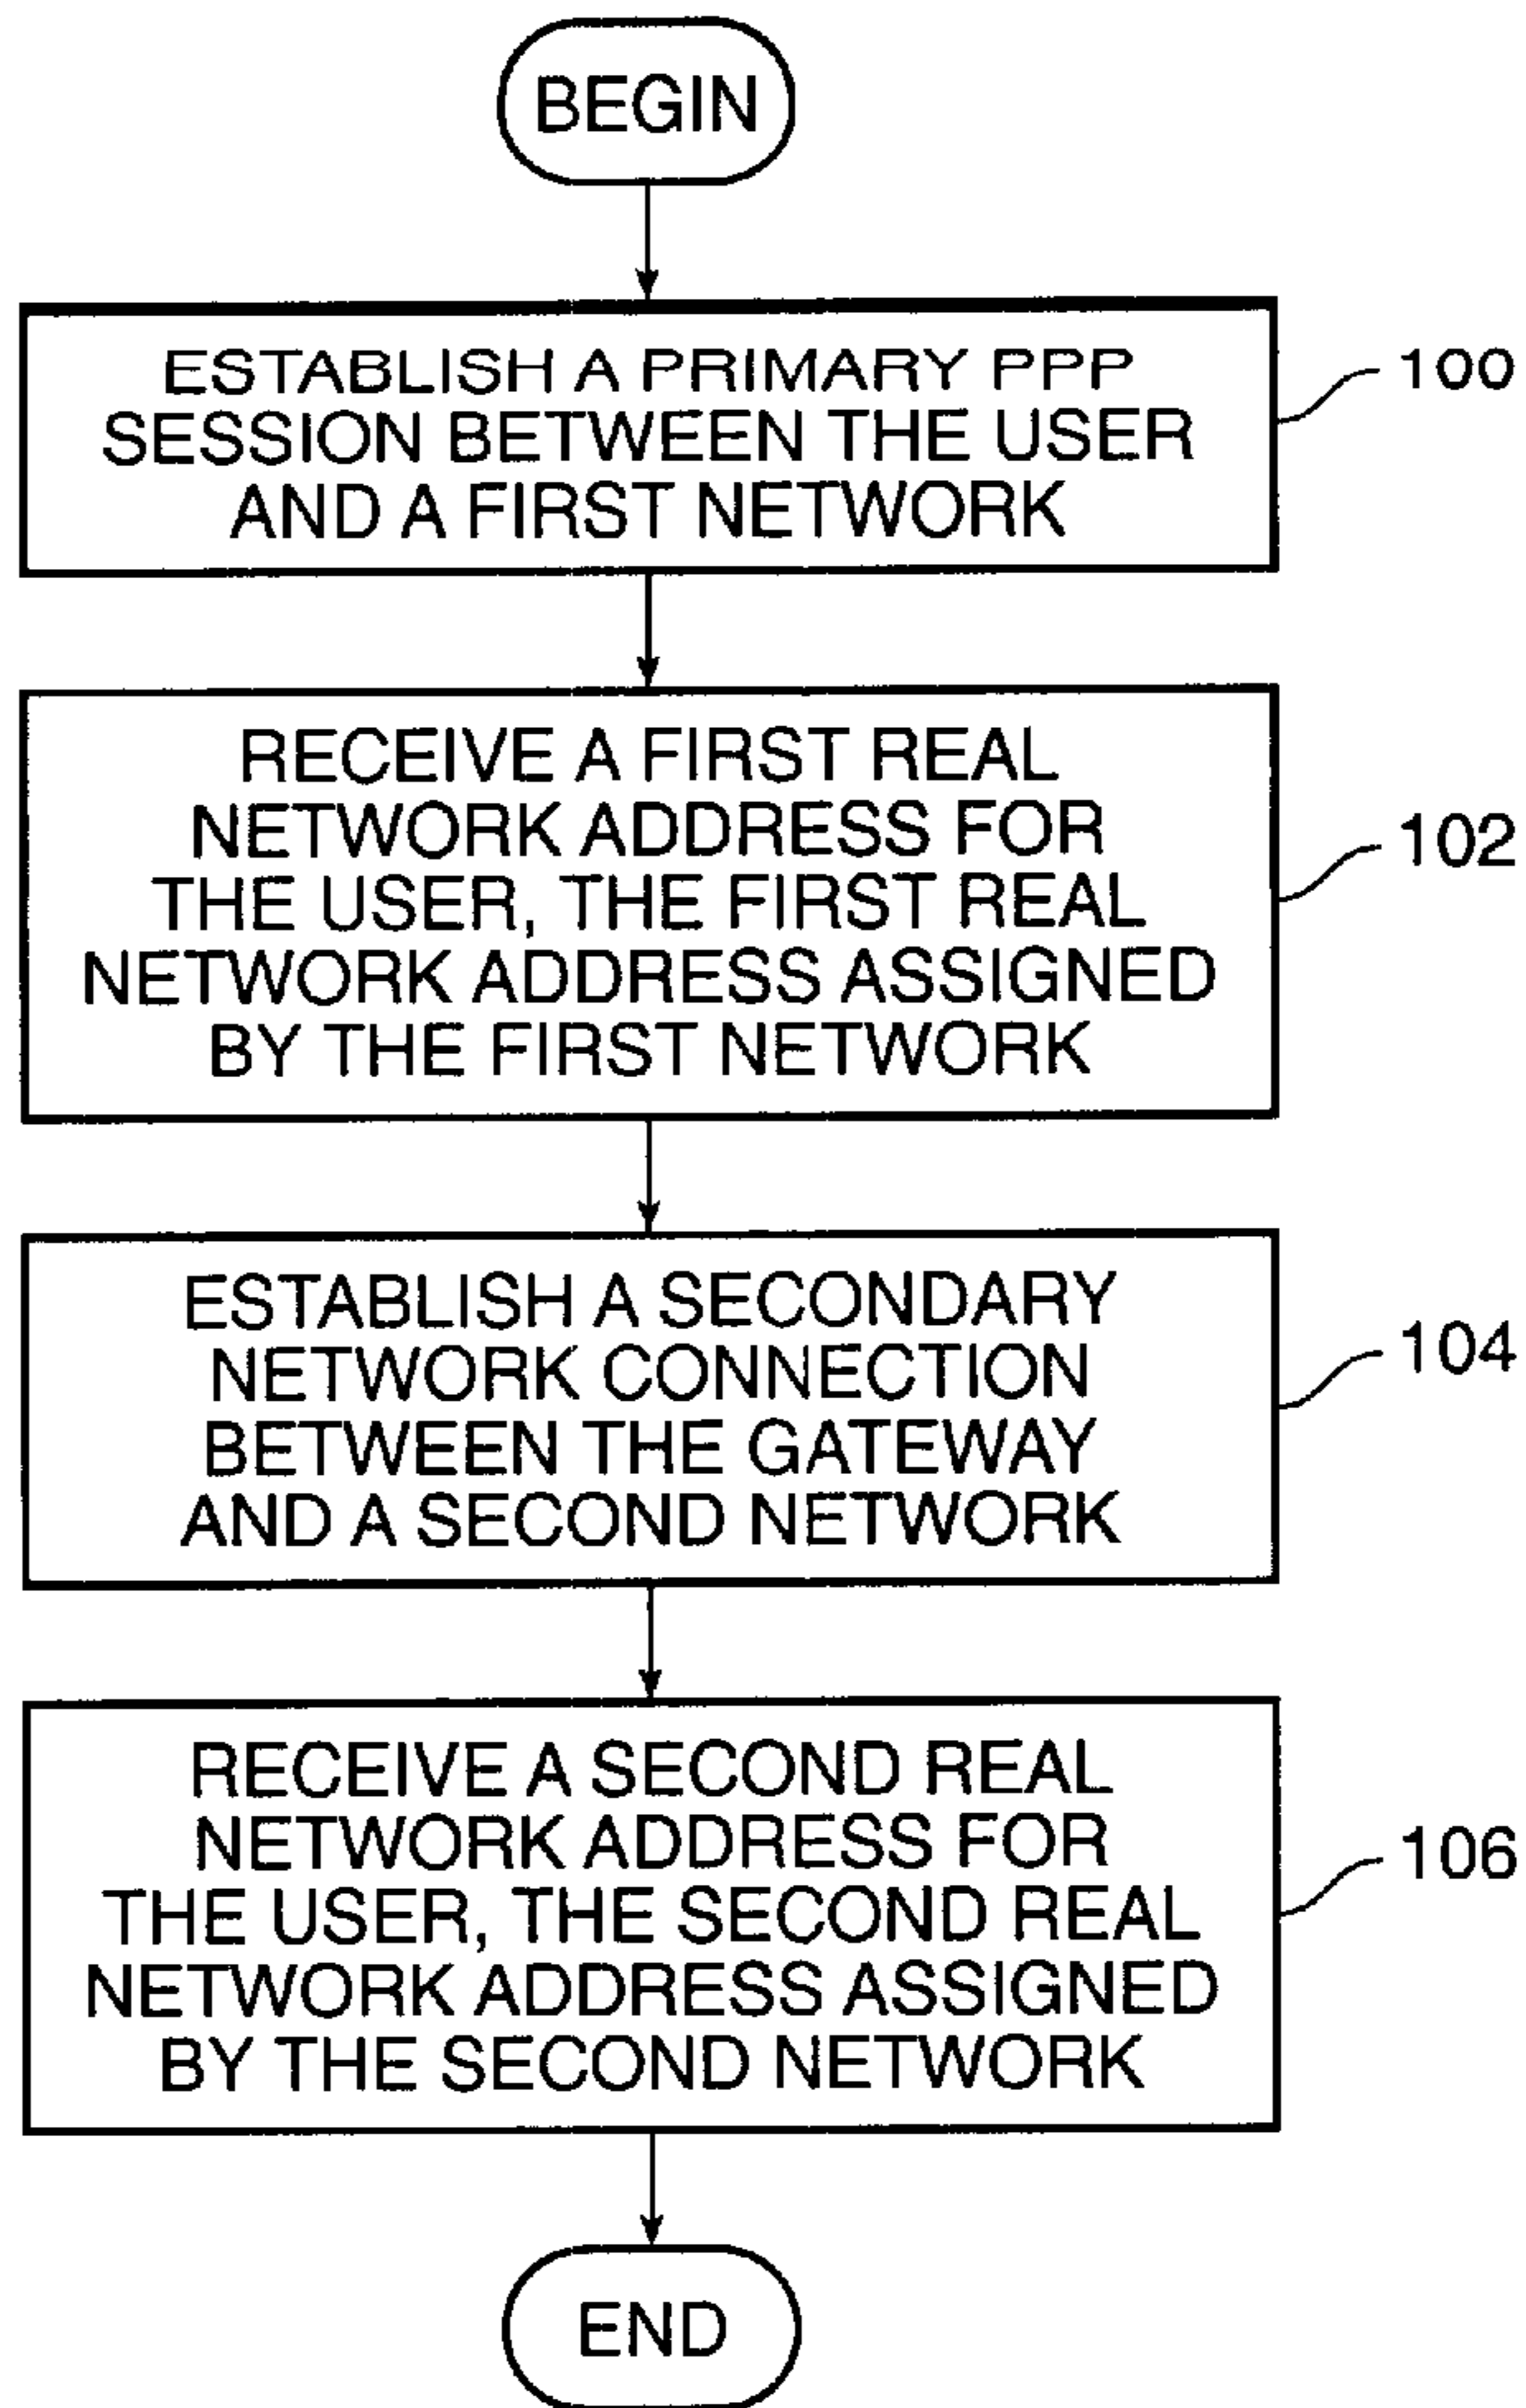 BEGIN
ESTABLISH A PRIMARY PPP
SESSION BETWEEN THE USER
AND A FIRST NETWORK
100
RECEIVE A FIRST REAL
NETWORK ADDRESS FOR
THE USER, THE FIRST REAL
NETWORK ADDRESS ASSIGNED
BY THE FIRST NETWORK
102
ESTABLISH A SECONDARY
NETWORK CONNECTION
BETWEEN THE GATEWAY
AND A SECOND NETWORK
104
RECEIVE A SECOND REAL
NETWORK ADDRESS FOR
THE USER, THE SECOND REAL
NETWORK ADDRESS ASSIGNED
BY THE SECOND NETWORK
106
END